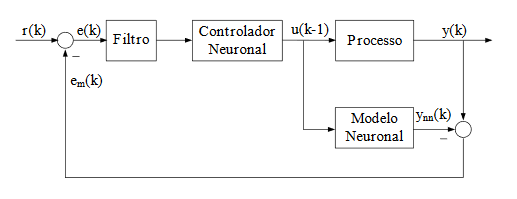 r(k) e(k) Filtro Controlador Neuronal u(k-1) Processo y(k)
−
e_m(k)
Modelo Neuronal y_nn(k)
−